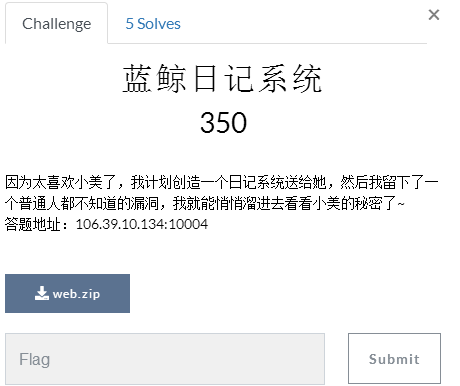 Challenge 5 Solves ×
蓝鲸日记系统
350
因为太喜欢小美了，我计划创造一个日记系统送给她，然后我留下了一
个普通人都不知道的漏洞，我就能悄悄溜进去看看小美的秘密了~
答题地址：106.39.10.134:10004
web.zip
Flag Submit